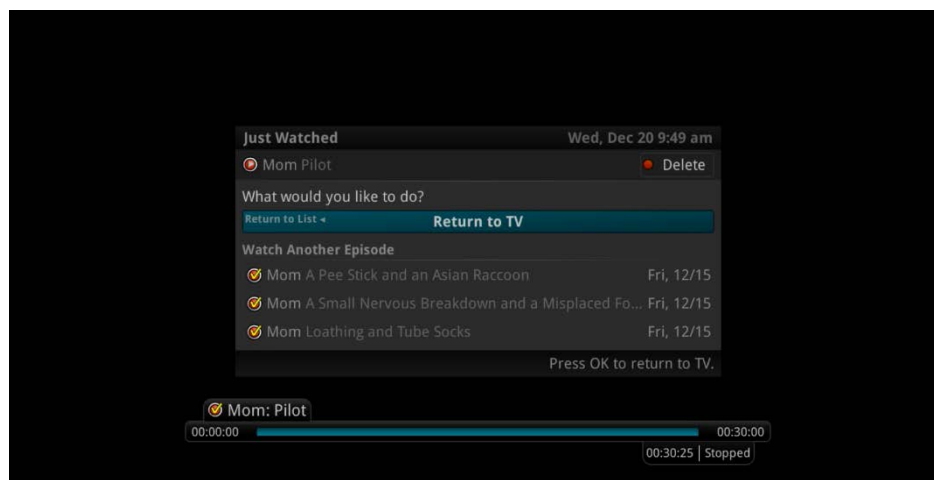 Just Watched Wed, Dec 20 9:49 am
Mom Pilot Delete
What would you like to do?
Return to List ◂ Return to TV
Watch Another Episode
Mom A Pee Stick and an Asian Raccoon Fri, 12/15
Mom A Small Nervous Breakdown and a Misplaced Fo... Fri, 12/15
Mom Loathing and Tube Socks Fri, 12/15
Press OK to return to TV.
Mom: Pilot
00:00:00 00:30:00
00:30:25 | Stopped